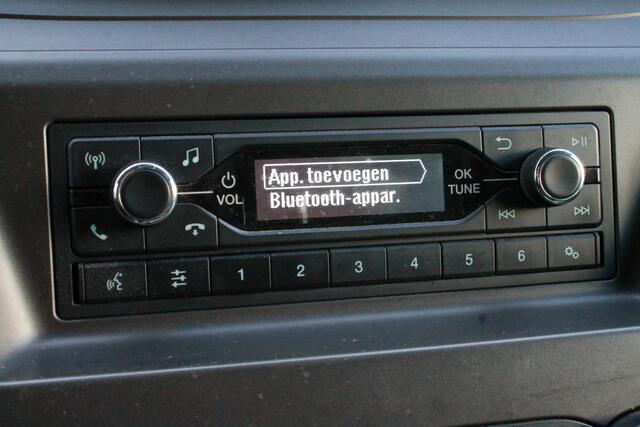 App. toevoegen
Bluetooth-appar.
VOL
OK
TUNE
1 2 3 4 5 6